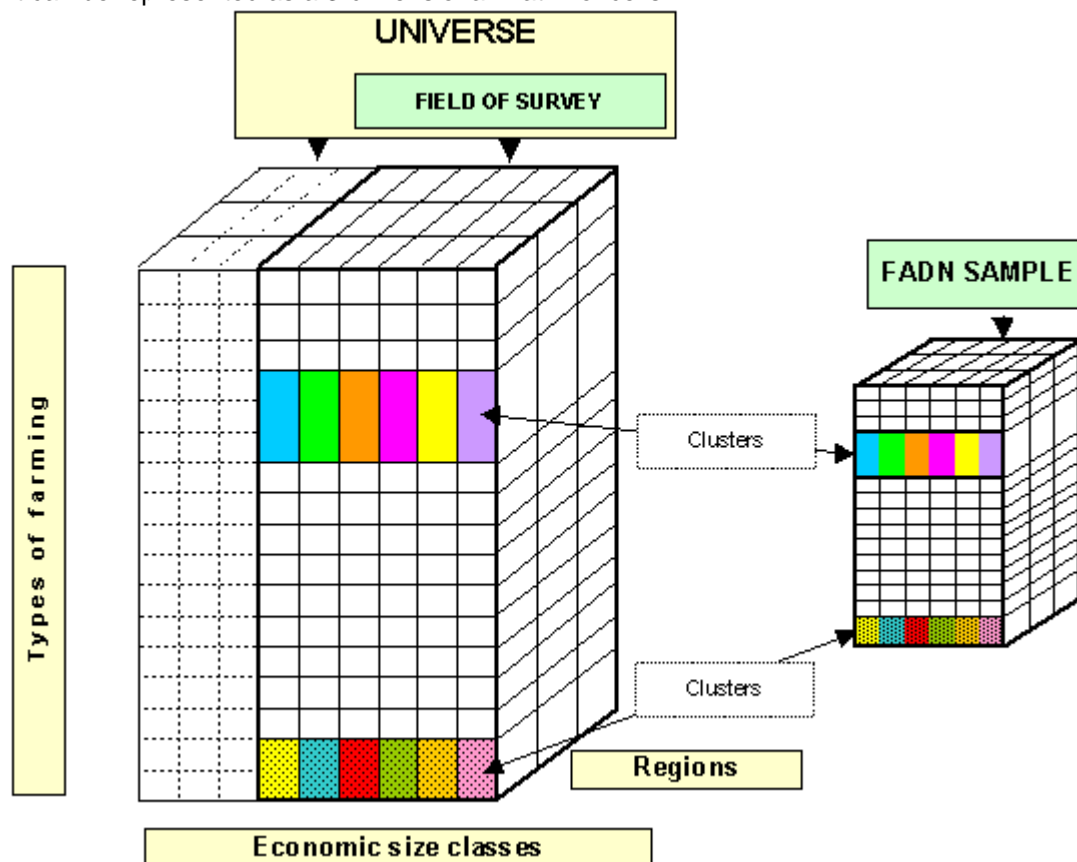 UNIVERSE
FIELD OF SURVEY
FADN SAMPLE
Types of farming
Clusters
Clusters
Regions
Economic size classes